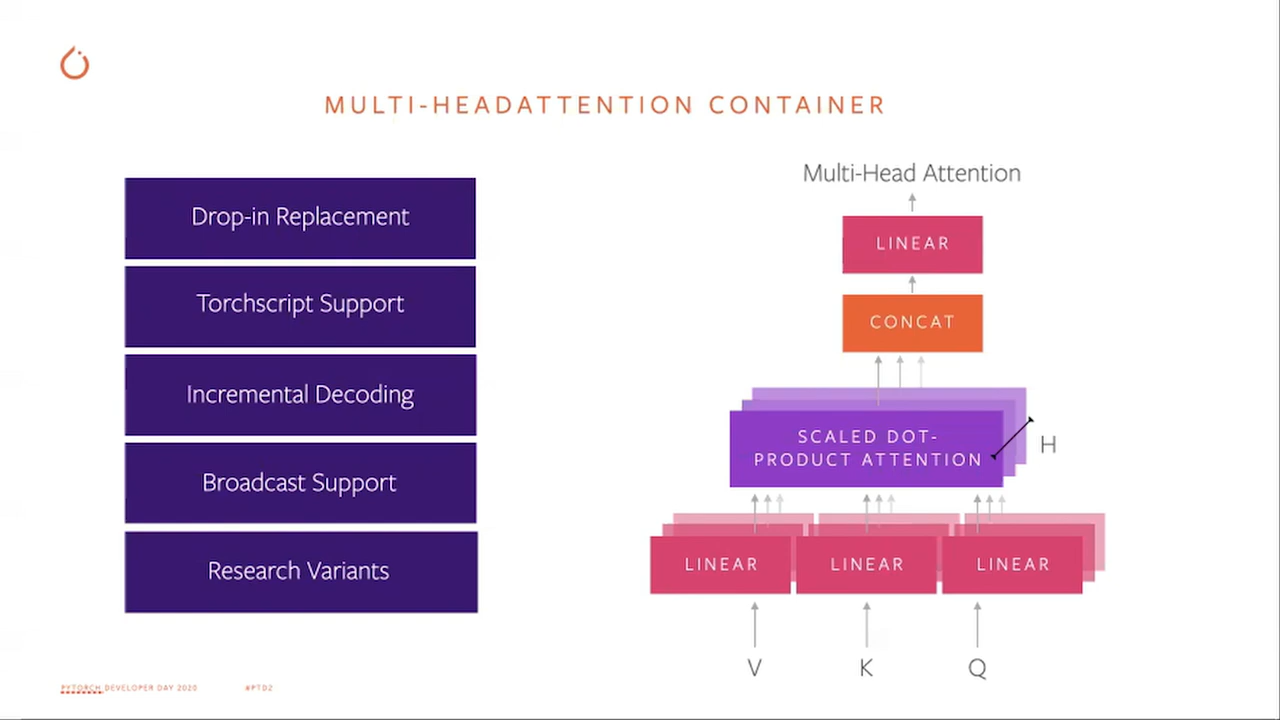 MULTI-HEADATTENTION CONTAINER
Drop-in Replacement
Torchscript Support
Incremental Decoding
Broadcast Support
Research Variants
Multi-Head Attention
LINEAR
CONCAT
SCALED DOT-
PRODUCT ATTENTION
H
LINEAR LINEAR LINEAR
V K Q
PYTORCH DEVELOPER DAY 2020 #PTD2